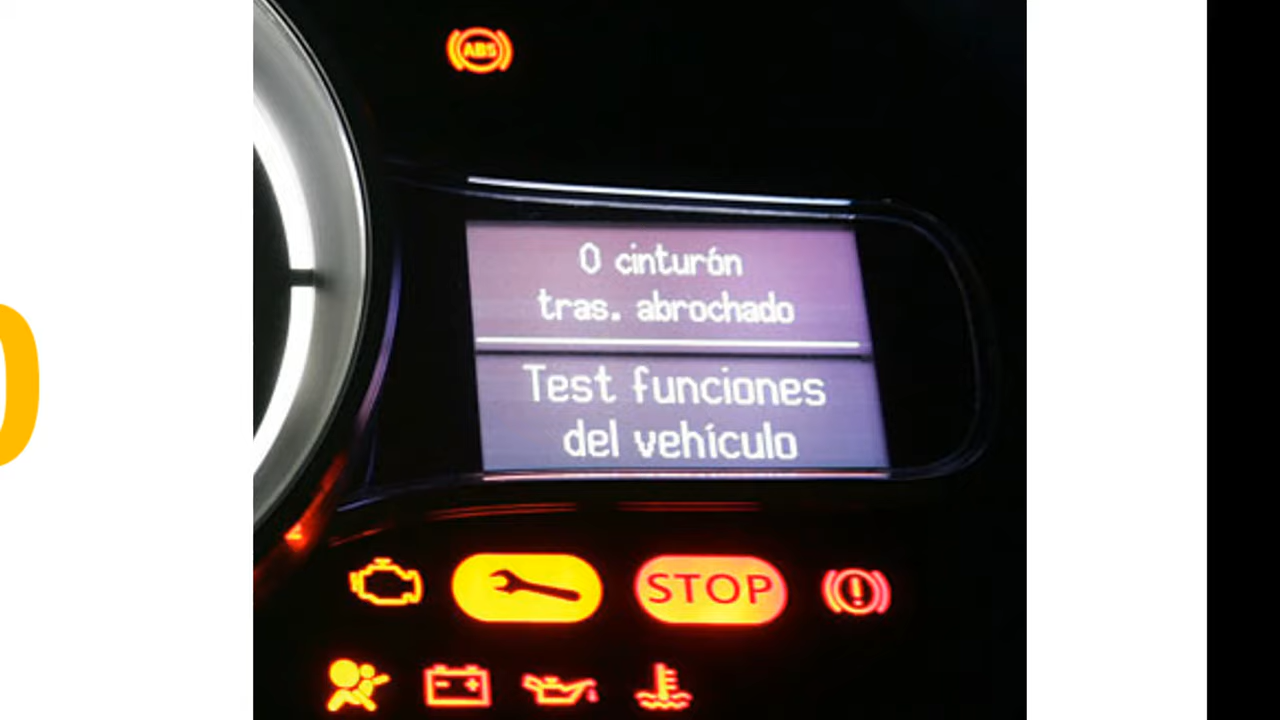 ABS
0 cinturón
tras. abrochado
Test funciones
del vehículo
STOP